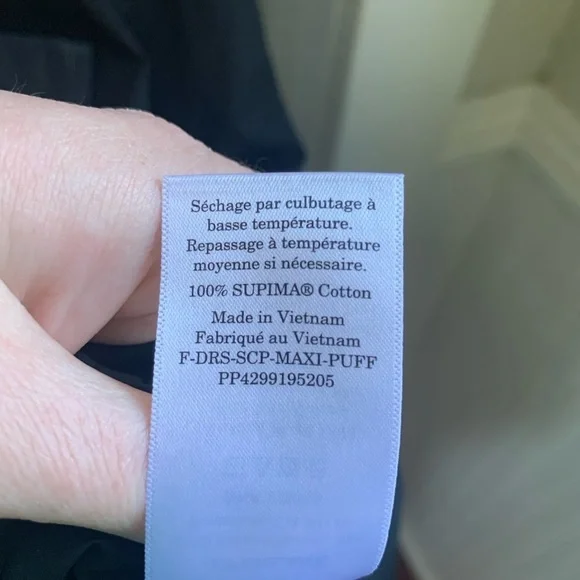 Séchage par culbutage à
basse température.
Repassage à température
moyenne si nécessaire.
100% SUPIMA® Cotton
Made in Vietnam
Fabriqué au Vietnam
F-DRS-SCP-MAXI-PUFF
PP4299195205